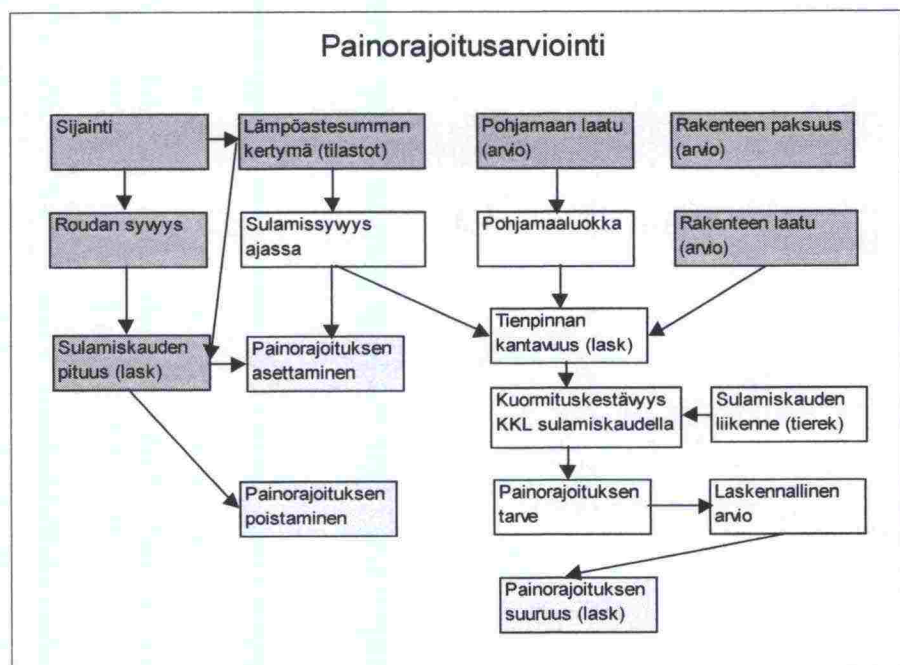 Painorajoitusarviointi
Sijainti
Lämpöastesumman
kertymä (tilastot)
Pohjamaan laatu
(arvio)
Rakenteen paksuus
(arvio)
Roudan syvyys
Sulamissyvyys
ajassa
Pohjamaaluokka
Rakenteen laatu
(arvio)
Sulamiskauden
pituus (lask)
Painorajoituksen
asettaminen
Tienpinnan
kantavuus (lask)
Kuormituskestävyys
KKL sulamiskaudella
Sulamiskauden
liikenne (tierek)
Painorajoituksen
poistaminen
Painorajoituksen
tarve
Laskennallinen
arvio
Painorajoituksen
suuruus (lask)